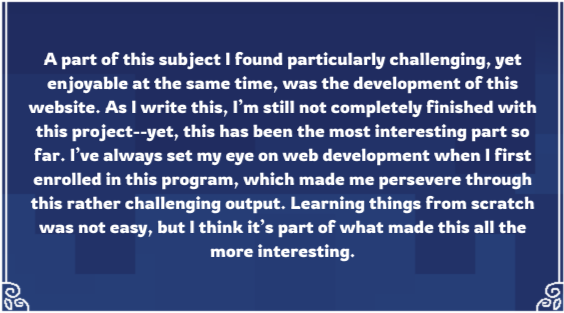 A part of this subject I found particularly challenging, yet
enjoyable at the same time, was the development of this
website. As I write this, I'm still not completely finished with
this project--yet, this has been the most interesting part so
far. I've always set my eye on web development when I first
enrolled in this program, which made me persevere through
this rather challenging output. Learning things from scratch
was not easy, but I think it's part of what made this all the
more interesting.